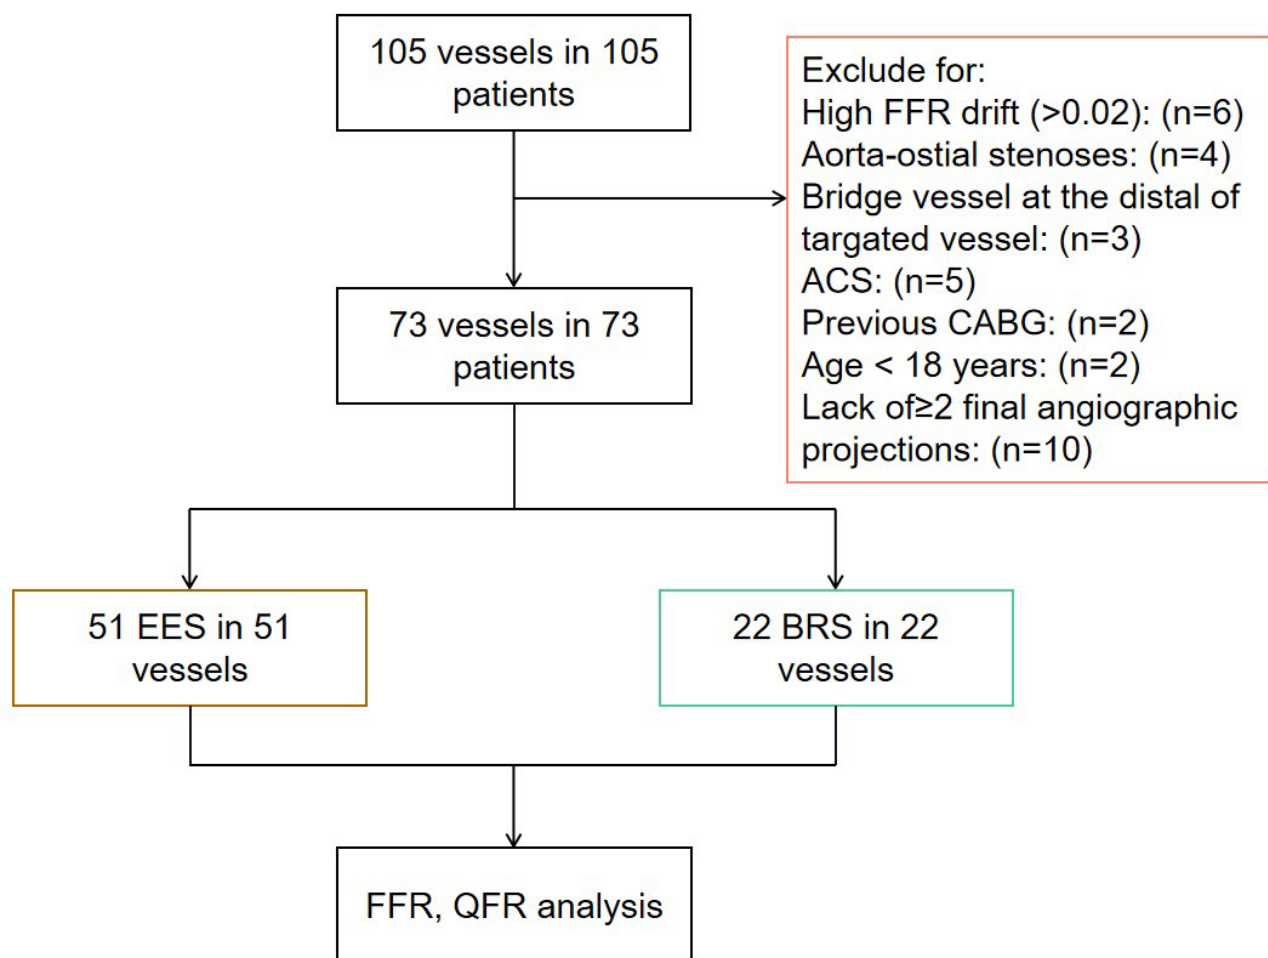 105 vessels in 105
patients
Exclude for:
High FFR drift (>0.02): (n=6)
Aorta-ostial stenoses: (n=4)
Bridge vessel at the distal of
targated vessel: (n=3)
ACS: (n=5)
Previous CABG: (n=2)
Age < 18 years: (n=2)
Lack of≥2 final angiographic
projections: (n=10)
73 vessels in 73
patients
51 EES in 51
vessels
22 BRS in 22
vessels
FFR, QFR analysis